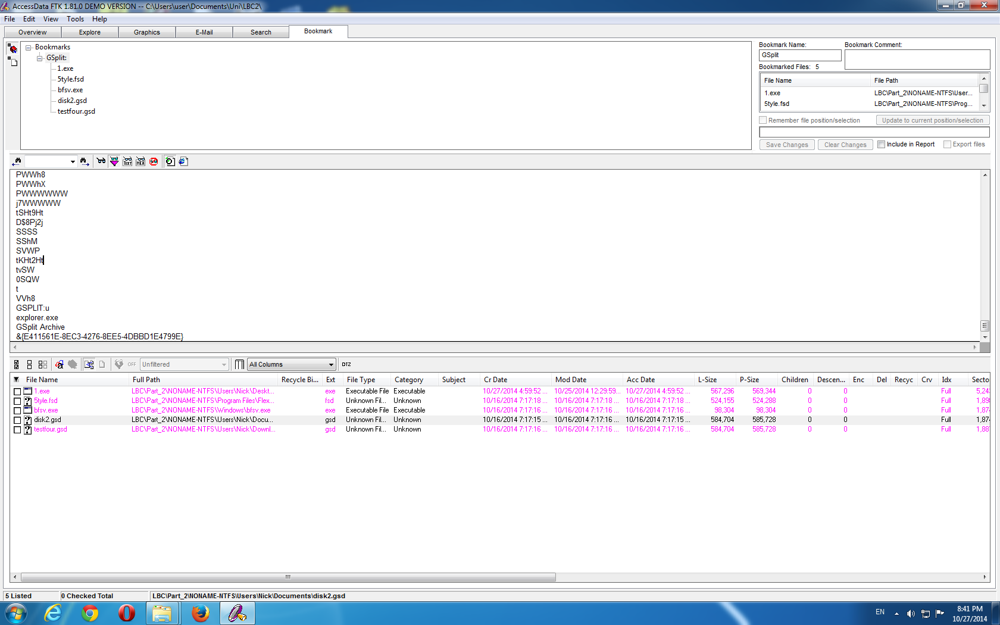 AccessData FTK 1.81.0 DEMO VERSION -- C:\Users\user\Documents\Uni\LBC2\
File Edit View Tools Help
Overview Explore Graphics E-Mail Search Bookmark
Bookmarks
GSplit:
1.exe
5tyle.fsd
bfsv.exe
disk2.gsd
testfour.gsd
Bookmark Name: Bookmark Comment:
GSplit
Bookmarked Files: 5
File Name File Path
1.exe LBC\Part_2\NONAME-NTFS\User...
5tyle.fsd LBC\Part_2\NONAME-NTFS\Prog...
Remember file position/selection Update to current position/selection
Save Changes Clear Changes Include in Report Export files
TEXT HEX
PWWh8
PWWhX
PWWWWWW
j7WWWWW
tSHt9Ht
D$8Pj2j
SSSS
SShM
SVWP
tKHt2Ht
tvSW
0SQW
t
VVh8
GSPLIT:u
explorer.exe
GSplit Archive
&{E411561E-8EC3-4276-8EE5-4DBBD1E4799E}
OFF Unfiltered All Columns DTZ
File Name Full Path Recycle Bi... Ext File Type Category Subject Cr Date Mod Date Acc Date L-Size P-Size Children Descen... Enc Del Recyc Crv Idx Secto
1.exe LBC\Part_2\NONAME-NTFS\Users\Nick\Deskt... exe Executable File Executable 10/27/2014 4:59:52 ... 10/25/2014 12:29:59... 10/27/2014 4:59:52 ... 567,296 569,344 0 0 Full 5,243
5tyle.fsd LBC\Part_2\NONAME-NTFS\Program Files\Flex... fsd Unknown Fil... Unknown 10/16/2014 7:17:18 ... 10/16/2014 7:17:18 ... 10/16/2014 7:17:18 ... 524,155 524,288 0 0 Full 1,898
bfsv.exe LBC\Part_2\NONAME-NTFS\Windows\bfsv.exe exe Executable File Executable 10/16/2014 7:17:16 ... 10/16/2014 7:17:16 ... 10/16/2014 7:17:16 ... 98,304 98,304 0 0 Full 1,874
disk2.gsd LBC\Part_2\NONAME-NTFS\Users\Nick\Docu... gsd Unknown Fil... Unknown 10/16/2014 7:17:15 ... 10/16/2014 7:17:16 ... 10/16/2014 7:17:15 ... 584,704 585,728 0 0 Full 1,874
testfour.gsd LBC\Part_2\NONAME-NTFS\Users\Nick\Downl... gsd Unknown Fil... Unknown 10/16/2014 7:17:16 ... 10/16/2014 7:17:16 ... 10/16/2014 7:17:16 ... 584,704 585,728 0 0 Full
5 Listed 0 Checked Total LBC\Part_2\NONAME-NTFS\Users\Nick\Documents\disk2.gsd
EN 8:41 PM
10/27/2014